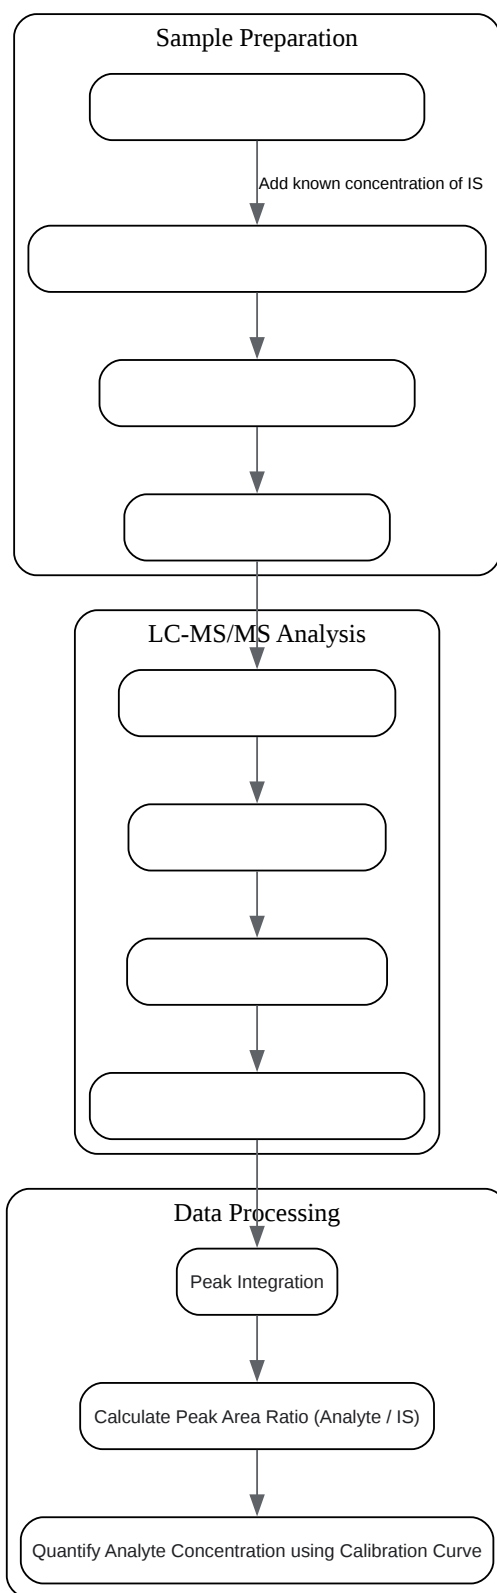 Sample Preparation
Add known concentration of IS
LC-MS/MS Analysis
Data Processing
Peak Integration
Calculate Peak Area Ratio (Analyte / IS)
Quantify Analyte Concentration using Calibration Curve